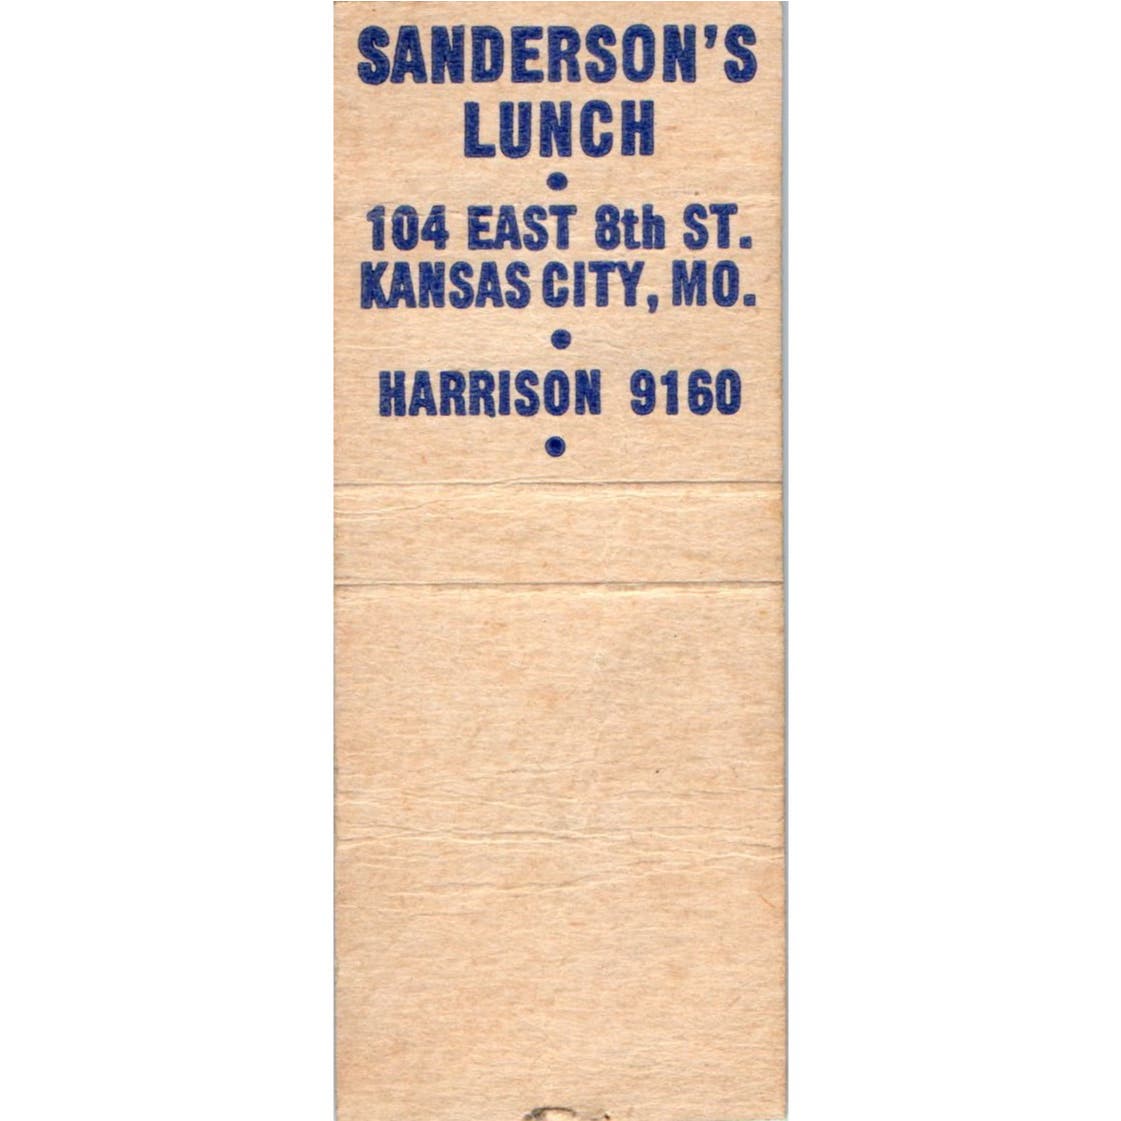 SANDERSON'S
LUNCH
•
104 EAST 8th ST.
KANSAS CITY, MO.
•
HARRISON 9160
•